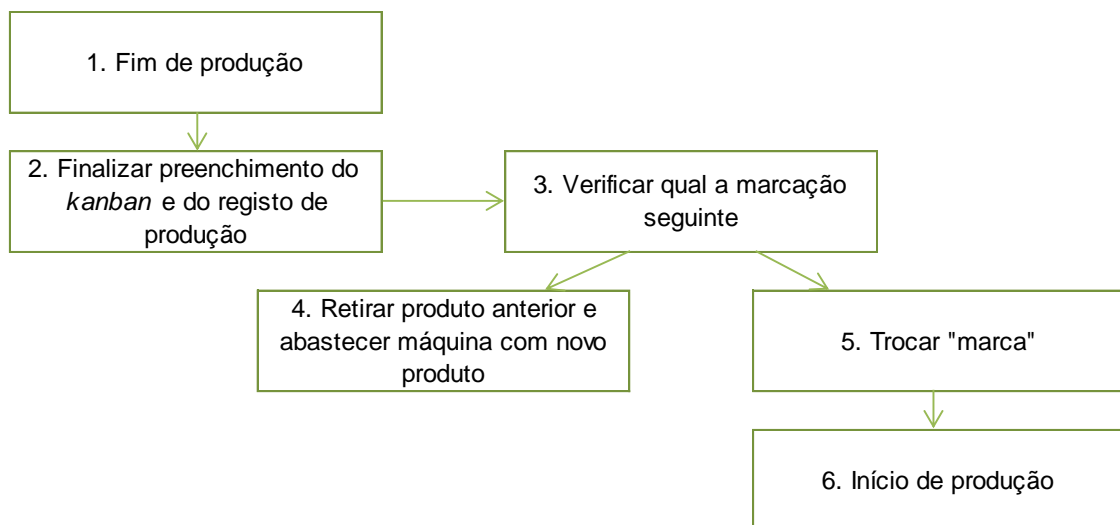 1. Fim de produção
2. Finalizar preenchimento do
kanban e do registo de
produção
3. Verificar qual a marcação
seguinte
4. Retirar produto anterior e
abastecer máquina com novo
produto
5. Trocar "marca"
6. Início de produção